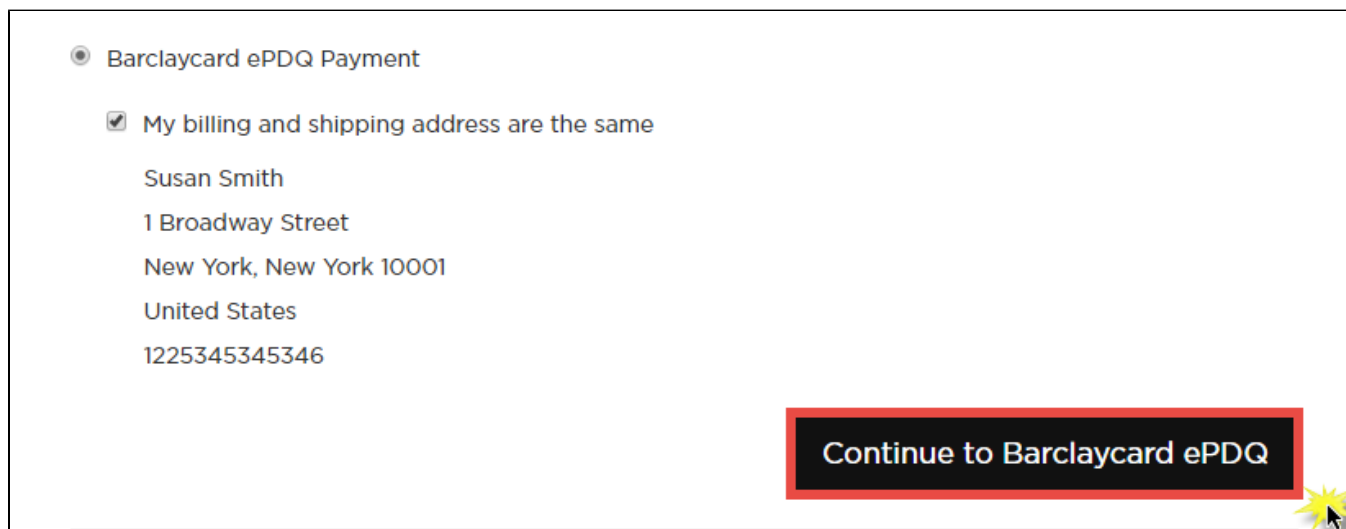 Barclaycard ePDQ Payment
My billing and shipping address are the same
Susan Smith
1 Broadway Street
New York, New York 10001
United States
1225345345346
Continue to Barclaycard ePDQ